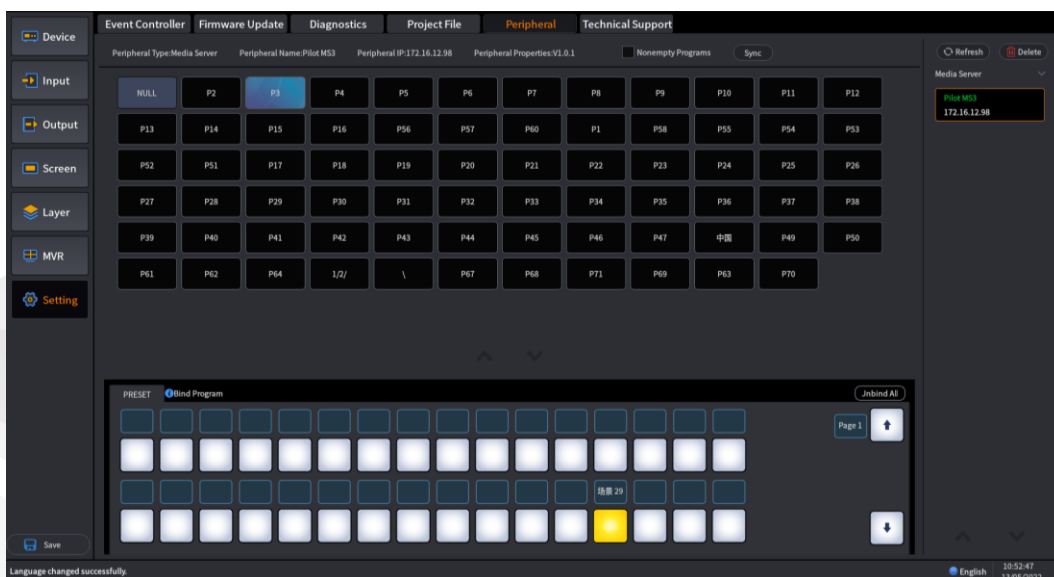 Device
Input
Output
Screen
Layer
MVR
Setting
Save
Event Controller Firmware Update Diagnostics Project File Peripheral Technical Support
Peripheral Type:Media Server Peripheral Name:Pilot MS3 Peripheral IP:172.16.12.98 Peripheral Properties:V1.0.1 Nonempty Programs Sync
NULL P2 P3 P4 P5 P6 P7 P8 P9 P10 P11 P12
P13 P14 P15 P16 P56 P57 P60 P1 P58 P55 P54 P53
P52 P51 P17 P18 P19 P20 P21 P22 P23 P24 P25 P26
P27 P28 P29 P30 P31 P32 P33 P34 P35 P36 P37 P38
P39 P40 P41 P42 P43 P44 P45 P46 P47 中国 P49 P50
P61 P62 P64 1/2/ \ P67 P68 P71 P69 P63 P70
PRESET Bind Program Jnbind All
Page 1
场景 29
Refresh Delete
Media Server
Pilot MS3
172.16.12.98
Language changed successfully.
English
10:52:47
13/05/2022